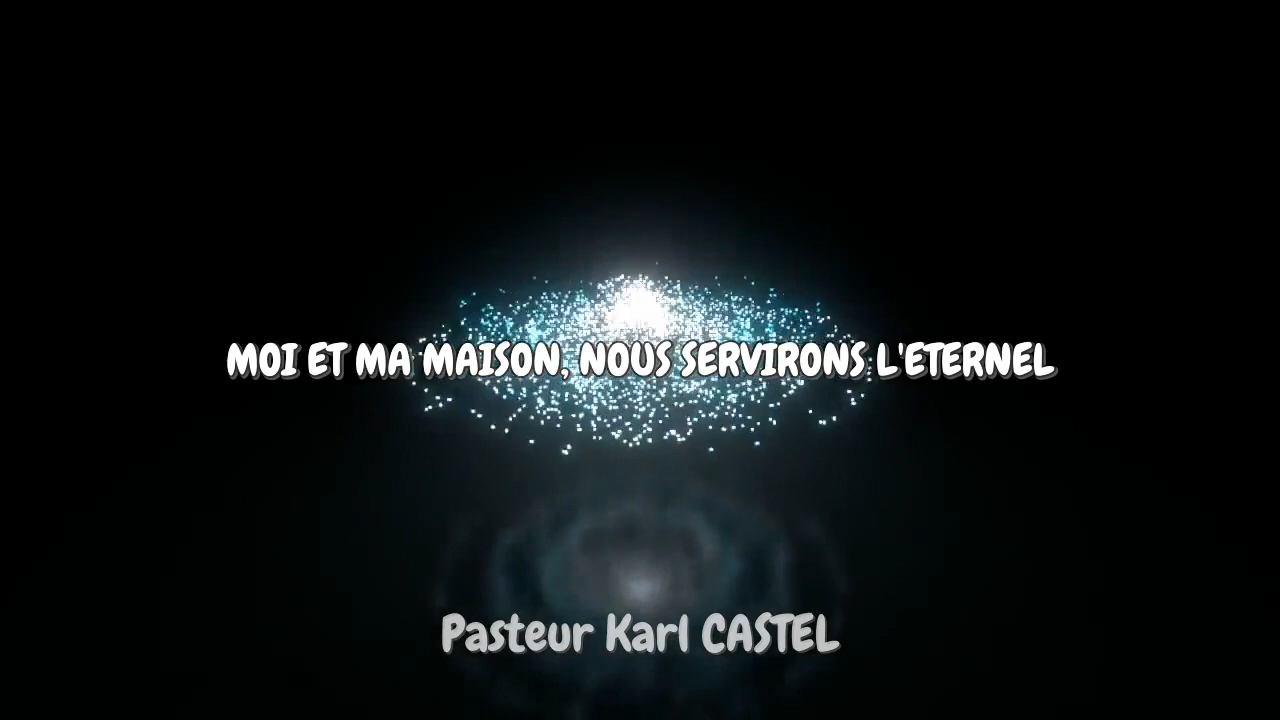 MOI ET MA MAISON, NOUS SERVIRONS L'ETERNEL
Pasteur Karl CASTEL